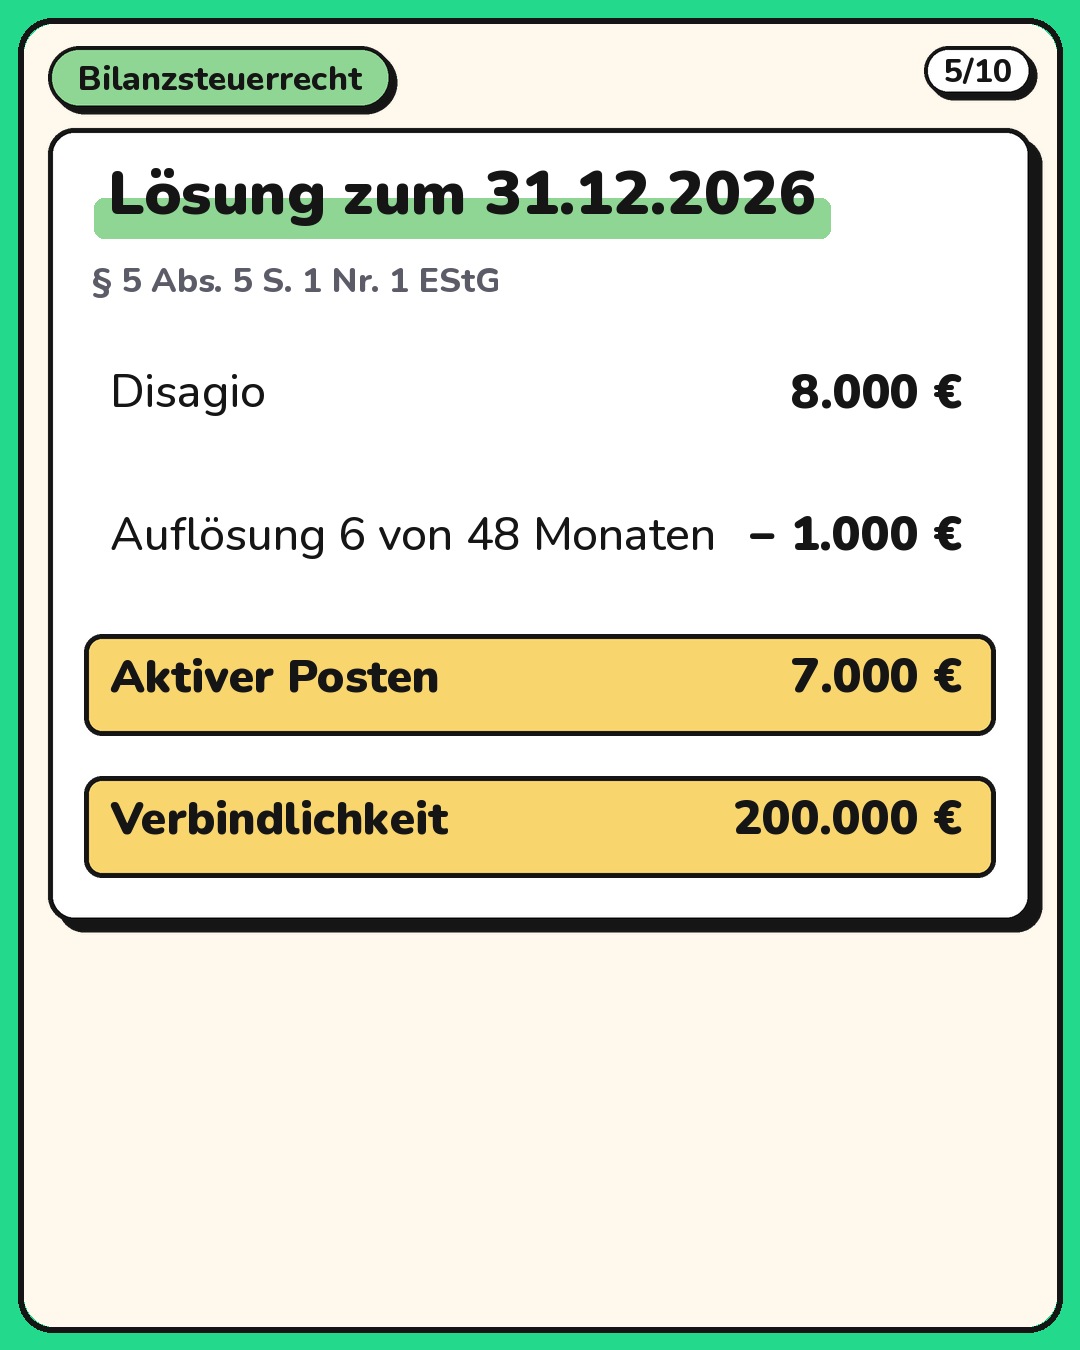 Bilanzsteuerrecht
5/10
Lösung zum 31.12.2026
§ 5 Abs. 5 S. 1 Nr. 1 EStG
Disagio 8.000 €
Auflösung 6 von 48 Monaten – 1.000 €
Aktiver Posten 7.000 €
Verbindlichkeit 200.000 €